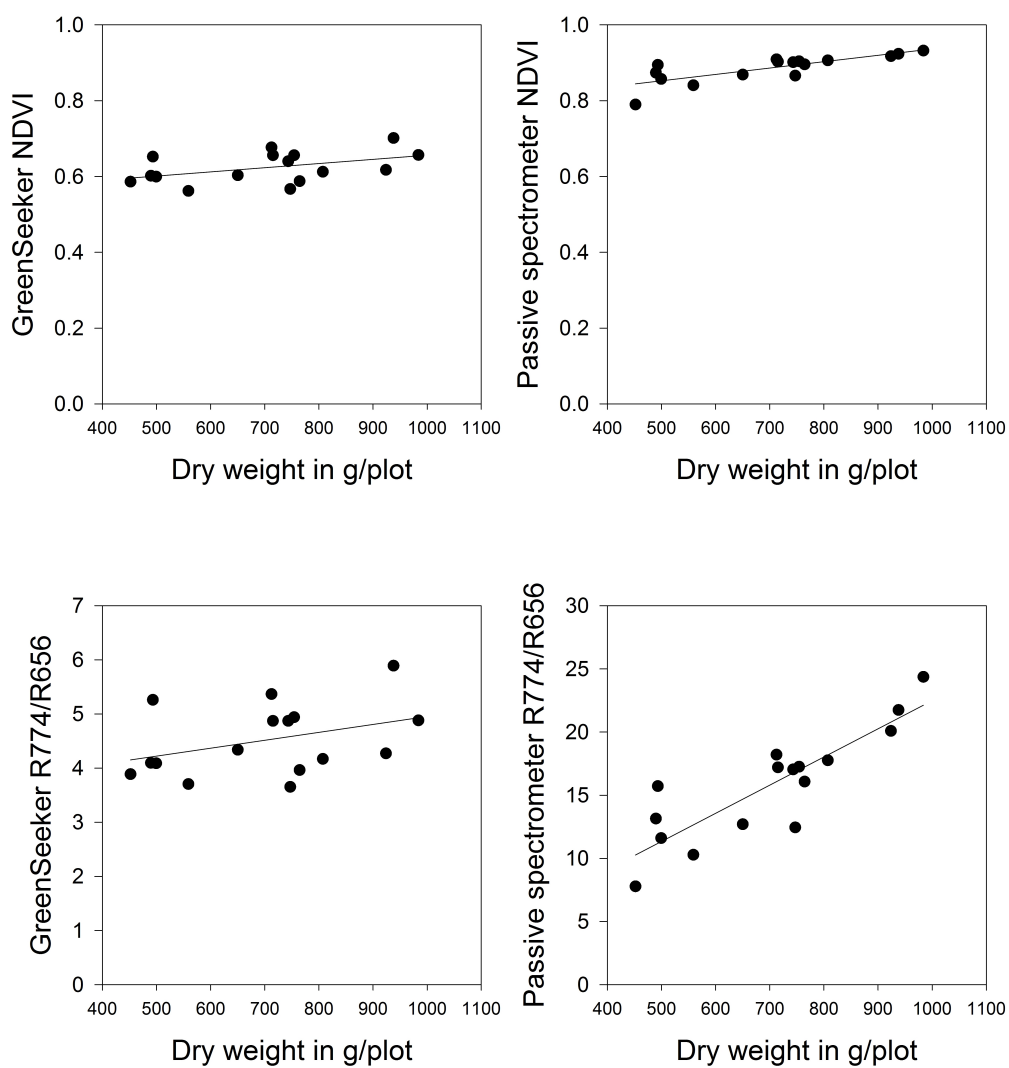 GreenSeeker NDVI
1.0
0.8
0.6
0.4
0.2
0.0
400 500 600 700 800 900 1000 1100
Dry weight in g/plot
Passive spectrometer NDVI
1.0
0.8
0.6
0.4
0.2
0.0
400 500 600 700 800 900 1000 1100
Dry weight in g/plot
GreenSeeker R774/R656
7
6
5
4
3
2
1
0
400 500 600 700 800 900 1000 1100
Dry weight in g/plot
Passive spectrometer R774/R656
30
25
20
15
10
5
0
400 500 600 700 800 900 1000 1100
Dry weight in g/plot